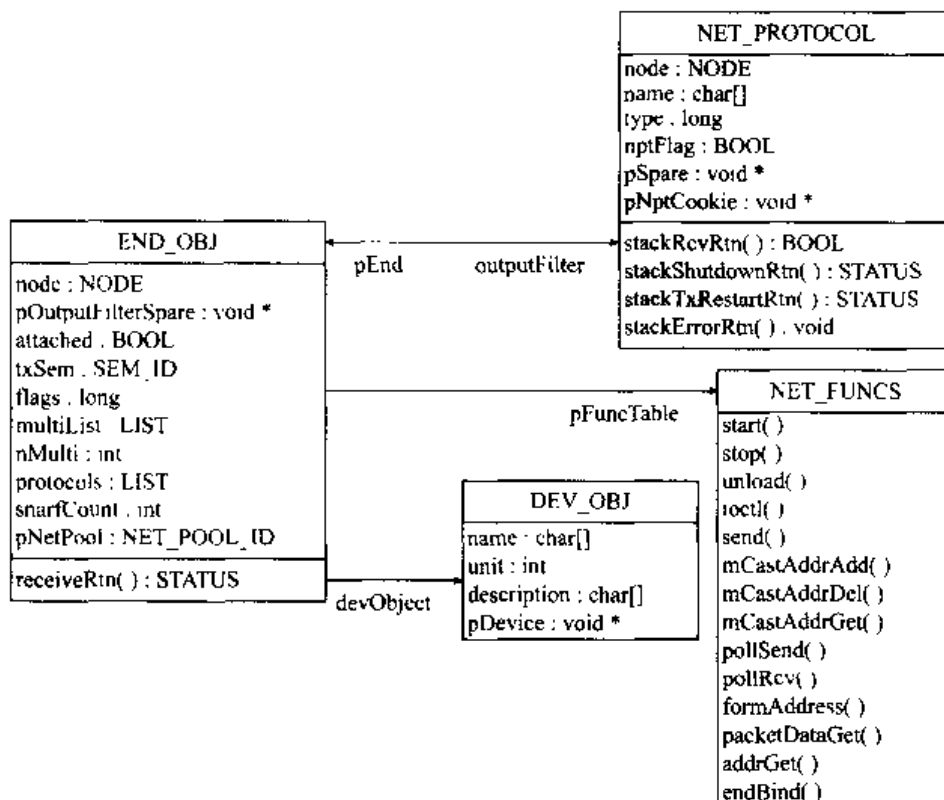 NET_PROTOCOL
node : NODE
name : char[]
type . long
nptFlag : BOOL
pSpare : void *
pNptCookie : void *
stackRcvRtn( ) : BOOL
stackShutdownRtn( ) : STATUS
stackTxRestartRtn( ) : STATUS
stackErrorRtn( ) . void
END_OBJ
node : NODE
pOutputFilterSpare : void *
attached . BOOL
txSem . SEM_ID
flags . long
multiList LIST
nMulti : int
protocols : LIST
snarfCount . int
pNetPool : NET_POOL_ID
receiveRtn( ) : STATUS
pEnd
outputFilter
pFuncTable
devObject
DEV_OBJ
name : char[]
unit : int
description : char[]
pDevice : void *
NET_FUNCS
start( )
stop( )
unload( )
ioctl( )
send( )
mCastAddrAdd( )
mCastAddrDel( )
mCastAddrGet( )
pollSend( )
pollRcv( )
formAddress( )
packetDataGet( )
addrGet( )
endBind( )